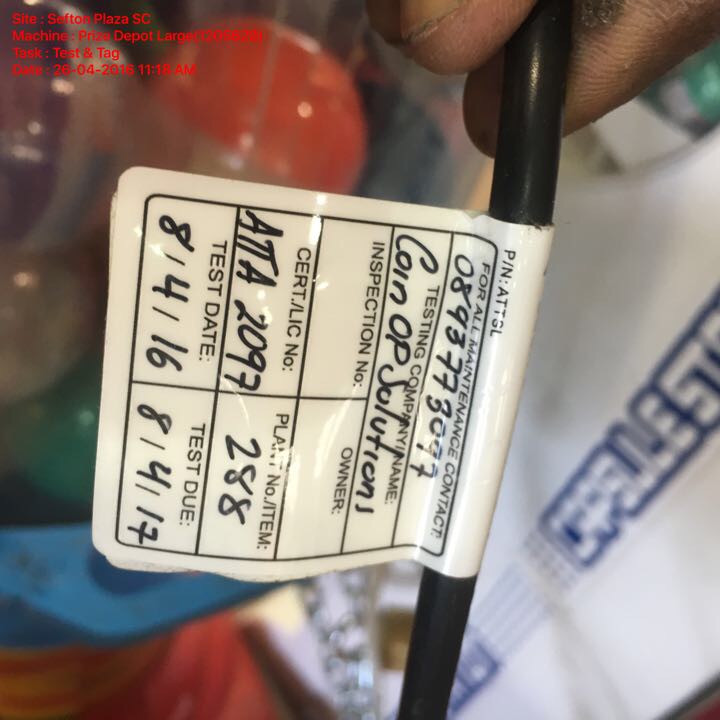 Site : Sefton Plaza SC
Task : Test & Tag
Date : 26-04-2016 11:18 AM
P/N: ATTSL
FOR ALL MAINTENANCE CONTACT:
TESTING COMPANY/NAME:
Coin OP Solutions
INSPECTION No:
OWNER:
CERT./LIC No:
ATTA 2097
PLANT No./ITEM:
288
TEST DATE:
8/4/16
TEST DUE:
8/4/17